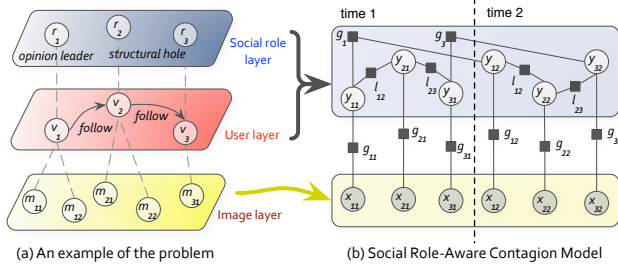 time 1 time 2
r1 r2 r3
opinion leader structural hole
Social role layer
g1 g3
y11 y21 y31 y12 y22 y32
l12 l23 l12 l23
v1 v2 v3
follow follow
User layer
g11 g21 g31 g12 g22 g3
m11 m12 m21 m22 m31
Image layer
x11 x21 x31 x12 x22 x32
(a) An example of the problem
(b) Social Role-Aware Contagion Model